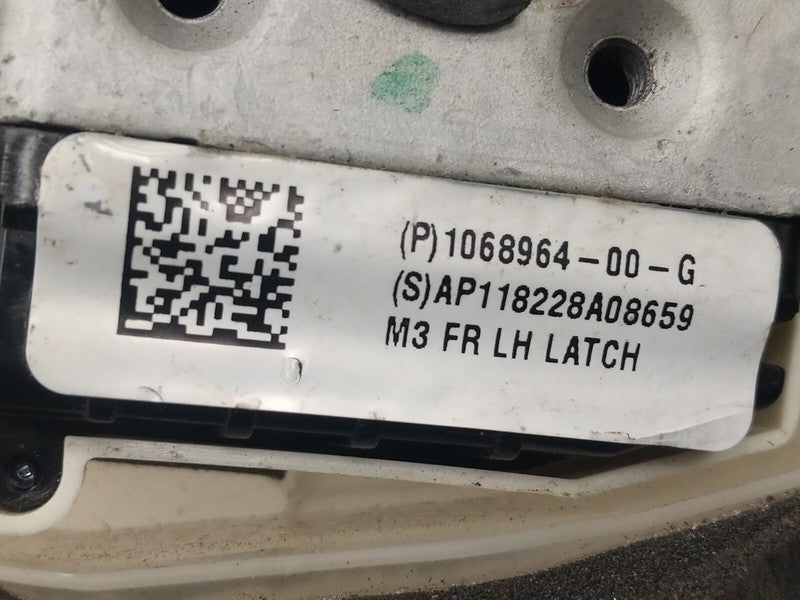 (P)1068964-00-G
(S)AP118228A08659
M3 FR LH LATCH